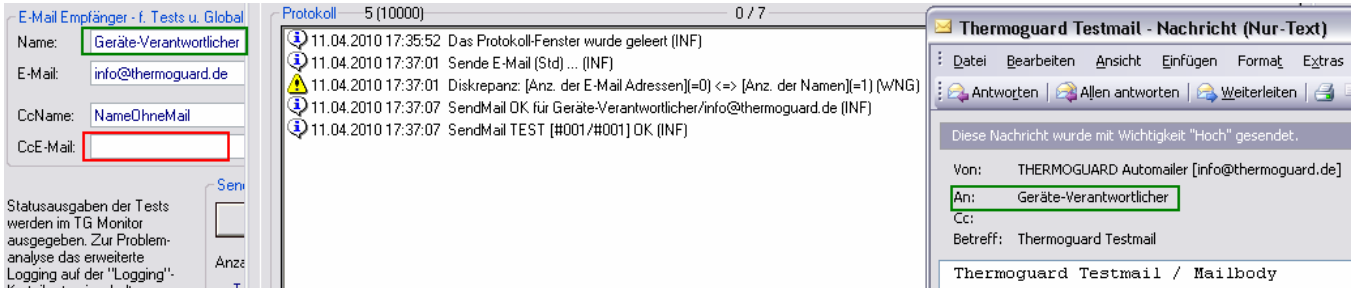 E-Mail Empfänger - f. Tests u. Global
Name: Geräte-Verantwortlicher
E-Mail: info@thermoguard.de
CcName: NameOhneMail
CcE-Mail:
Statusausgaben der Tests
werden im TG Monitor
ausgegeben. Zur Problem-
analyse das erweiterte
Logging auf der "Logging"-
Protokoll 5 (10000) 0 / 7
11.04.2010 17:35:52 Das Protokoll-Fenster wurde geleert (INF)
11.04.2010 17:37:01 Sende E-Mail (Std) ... (INF)
11.04.2010 17:37:01 Diskrepanz: [Anz. der E-Mail Adressen](=0) <=> [Anz. der Namen](=1) (WNG)
11.04.2010 17:37:07 SendMail OK für Geräte-Verantwortlicher/info@thermoguard.de (INF)
11.04.2010 17:37:07 SendMail TEST [#001/#001] OK (INF)
Thermoguard Testmail - Nachricht (Nur-Text)
Datei Bearbeiten Ansicht Einfügen Format Extras
Antworten Allen antworten Weiterleiten
Diese Nachricht wurde mit Wichtigkeit "Hoch" gesendet.
Von: THERMOGUARD Automailer [info@thermoguard.de]
An: Geräte-Verantwortlicher
Cc:
Betreff: Thermoguard Testmail
Thermoguard Testmail / Mailbody